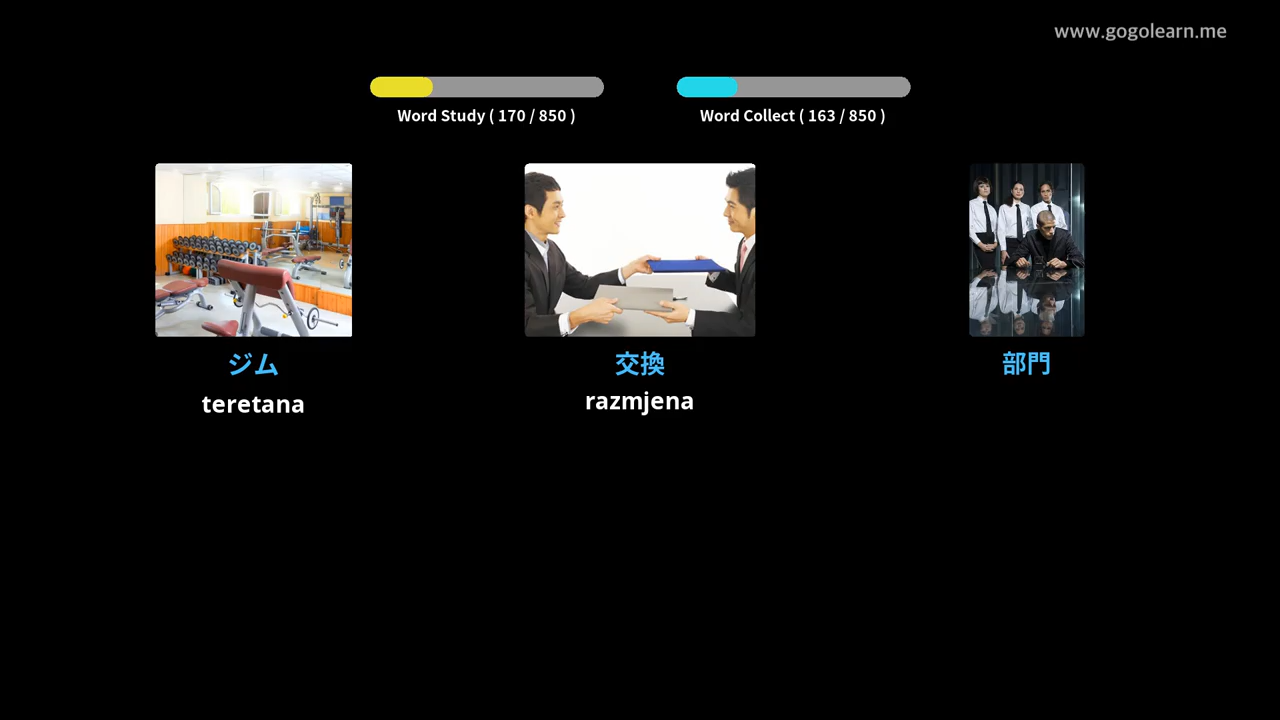 www.gogolearn.me
Word Study ( 170 / 850 )
Word Collect ( 163 / 850 )
ジム
teretana
交換
razmjena
部門